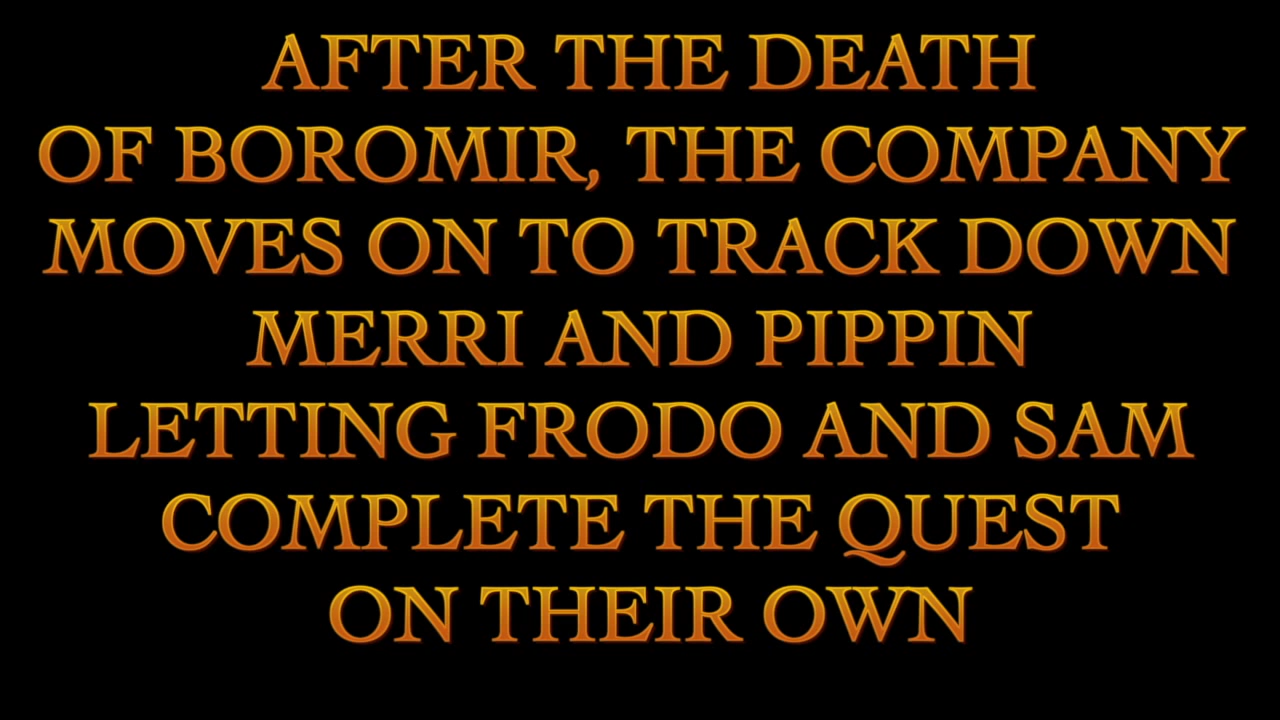 AFTER THE DEATH
OF BOROMIR, THE COMPANY
MOVES ON TO TRACK DOWN
MERRI AND PIPPIN
LETTING FRODO AND SAM
COMPLETE THE QUEST
ON THEIR OWN